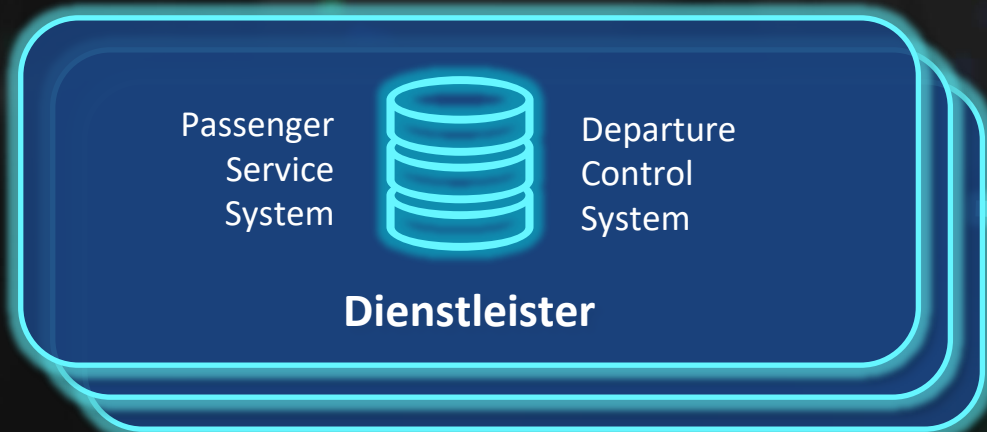 Passenger
Service
System
Departure
Control
System
Dienstleister